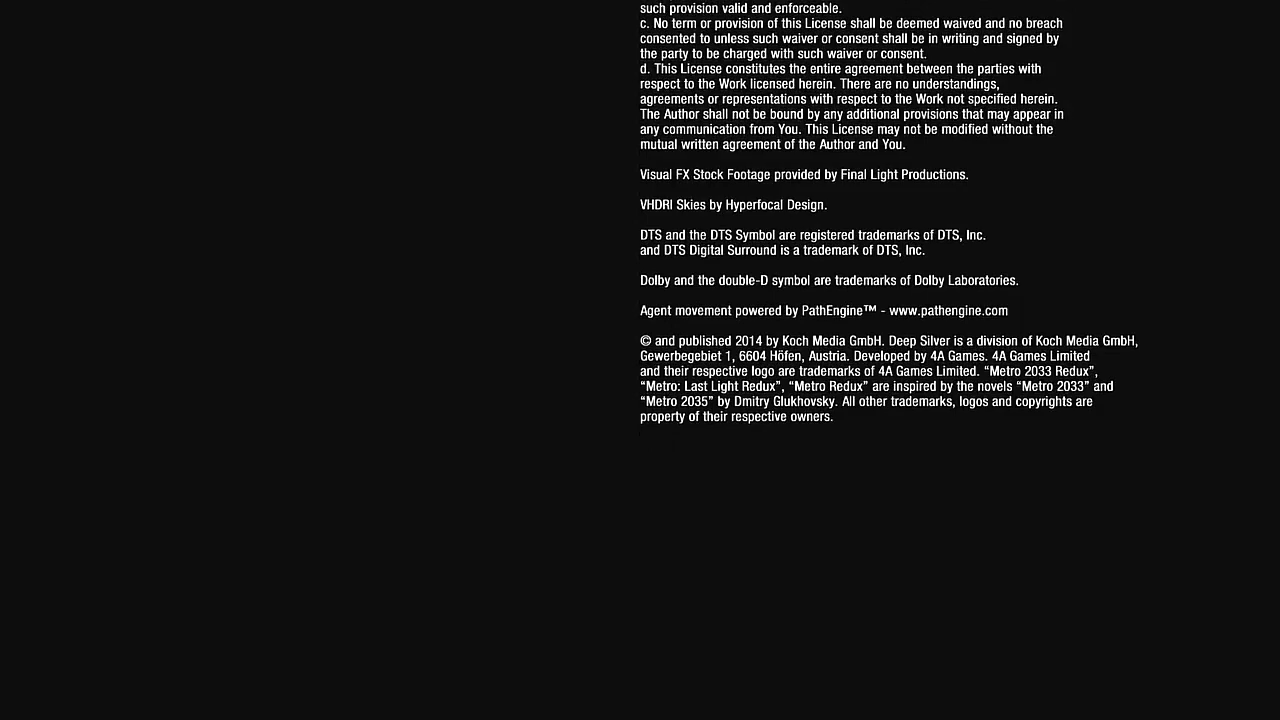 such provision valid and enforceable.
c. No term or provision of this License shall be deemed waived and no breach
consented to unless such waiver or consent shall be in writing and signed by
the party to be charged with such waiver or consent.
d. This License constitutes the entire agreement between the parties with
respect to the Work licensed herein. There are no understandings,
agreements or representations with respect to the Work not specified herein.
The Author shall not be bound by any additional provisions that may appear in
any communication from You. This License may not be modified without the
mutual written agreement of the Author and You.
Visual FX Stock Footage provided by Final Light Productions.
VHDRI Skies by Hyperfocal Design.
DTS and the DTS Symbol are registered trademarks of DTS, Inc.
and DTS Digital Surround is a trademark of DTS, Inc.
Dolby and the double-D symbol are trademarks of Dolby Laboratories.
Agent movement powered by PathEngine™ - www.pathengine.com
© and published 2014 by Koch Media GmbH. Deep Silver is a division of Koch Media GmbH,
Gewerbegebiet 1, 6604 Höfen, Austria. Developed by 4A Games. 4A Games Limited
and their respective logo are trademarks of 4A Games Limited. “Metro 2033 Redux”,
“Metro: Last Light Redux”, “Metro Redux” are inspired by the novels “Metro 2033” and
“Metro 2035” by Dmitry Glukhovsky. All other trademarks, logos and copyrights are
property of their respective owners.